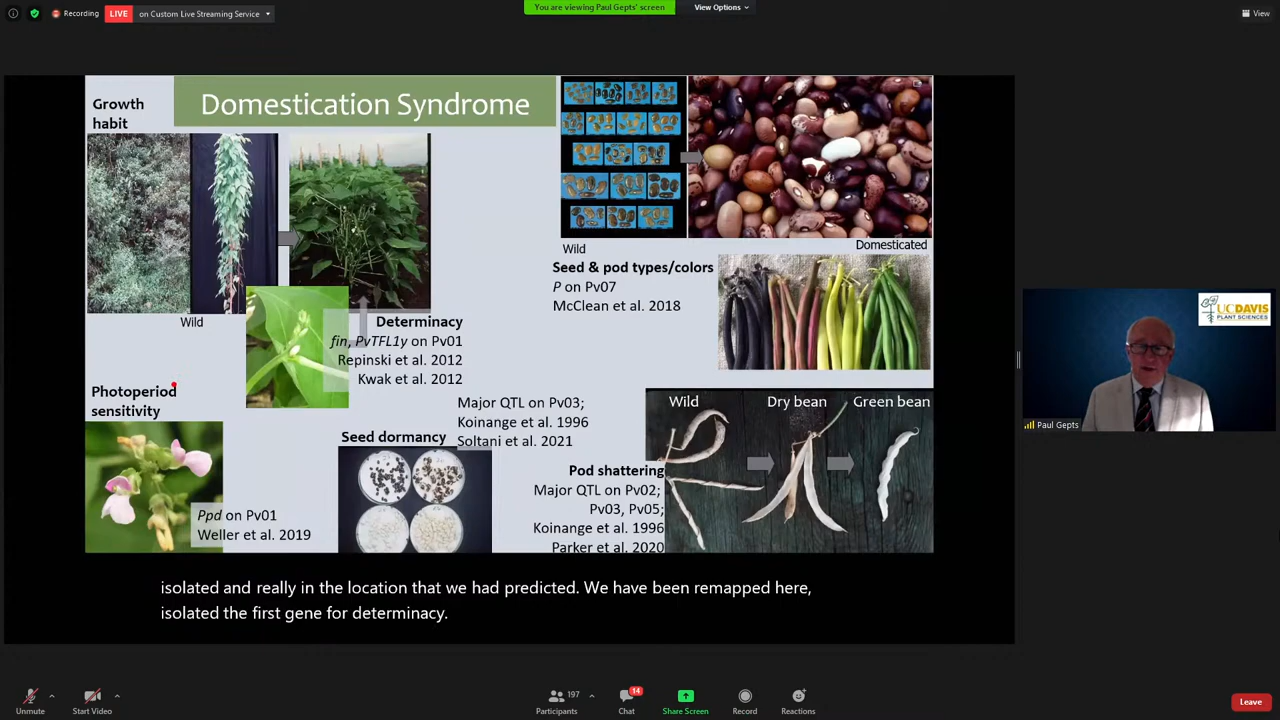 Recording
LIVE
on Custom Live Streaming Service
You are viewing Paul Gepts' screen
View Options
View
Growth
habit
Domestication Syndrome
Wild
Domesticated
Wild
Seed & pod types/colors
P on Pv07
McClean et al. 2018
Determinacy
fin, PvTFL1y on Pv01
Repinski et al. 2012
Kwak et al. 2012
Photoperiod
sensitivity
Ppd on Pv01
Weller et al. 2019
Seed dormancy
Major QTL on Pv03;
Koinange et al. 1996
Soltani et al. 2021
Pod shattering
Major QTL on Pv02;
Pv03, Pv05;
Koinange et al. 1996
Parker et al. 2020
Wild
Dry bean
Green bean
UCDAVIS
PLANT SCIENCES
Paul Gepts
isolated and really in the location that we had predicted. We have been remapped here,
isolated the first gene for determinacy.
Unmute
Start Video
197
Participants
14
Chat
Share Screen
Record
Reactions
Leave